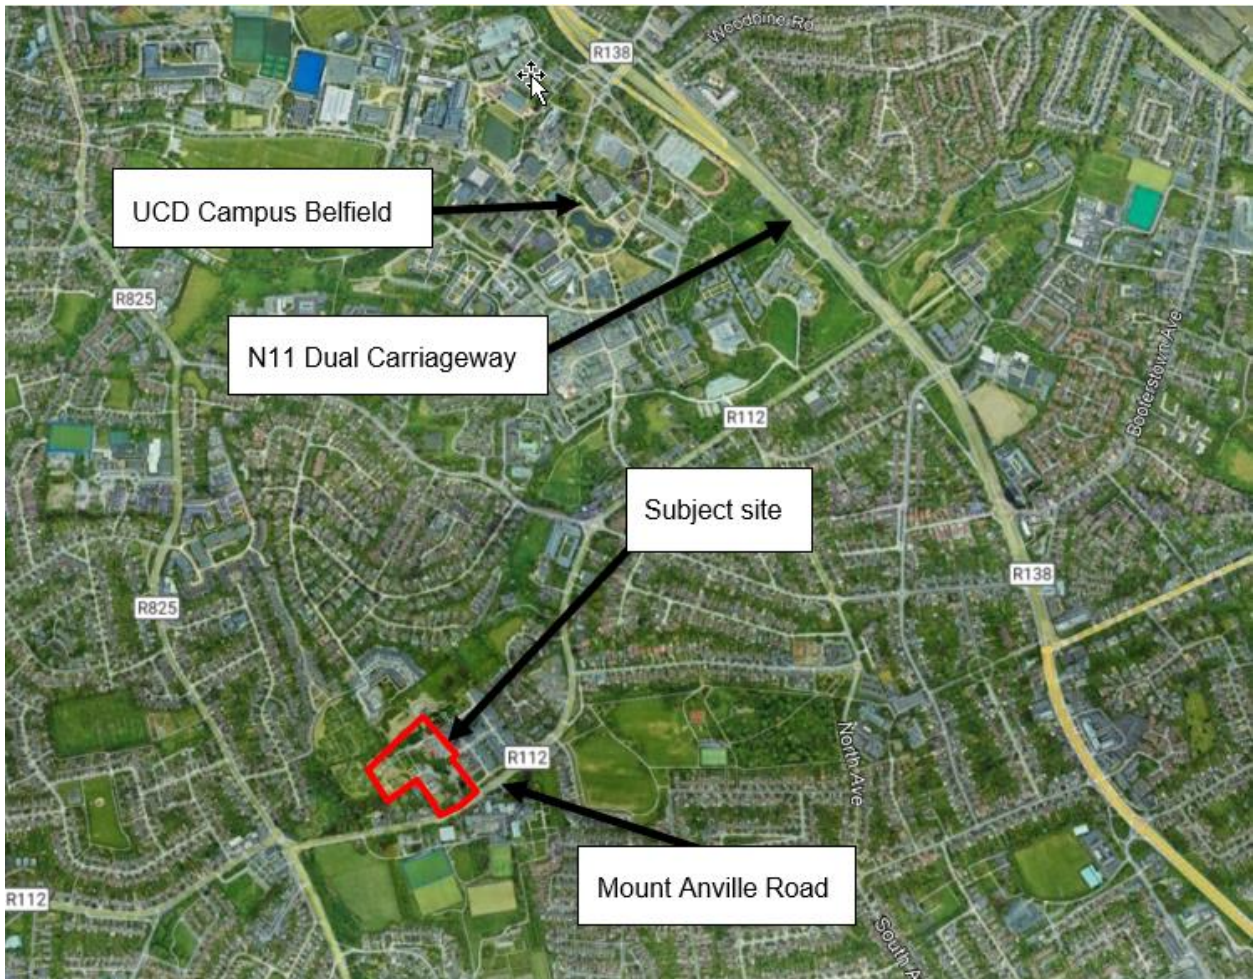 Woodbine Rd
R138
UCD Campus Belfield
R825
N11 Dual Carriageway
Booterstown Ave
R112
Subject site
R138
R825
North Ave
R112
Mount Anville Road
R112
South A